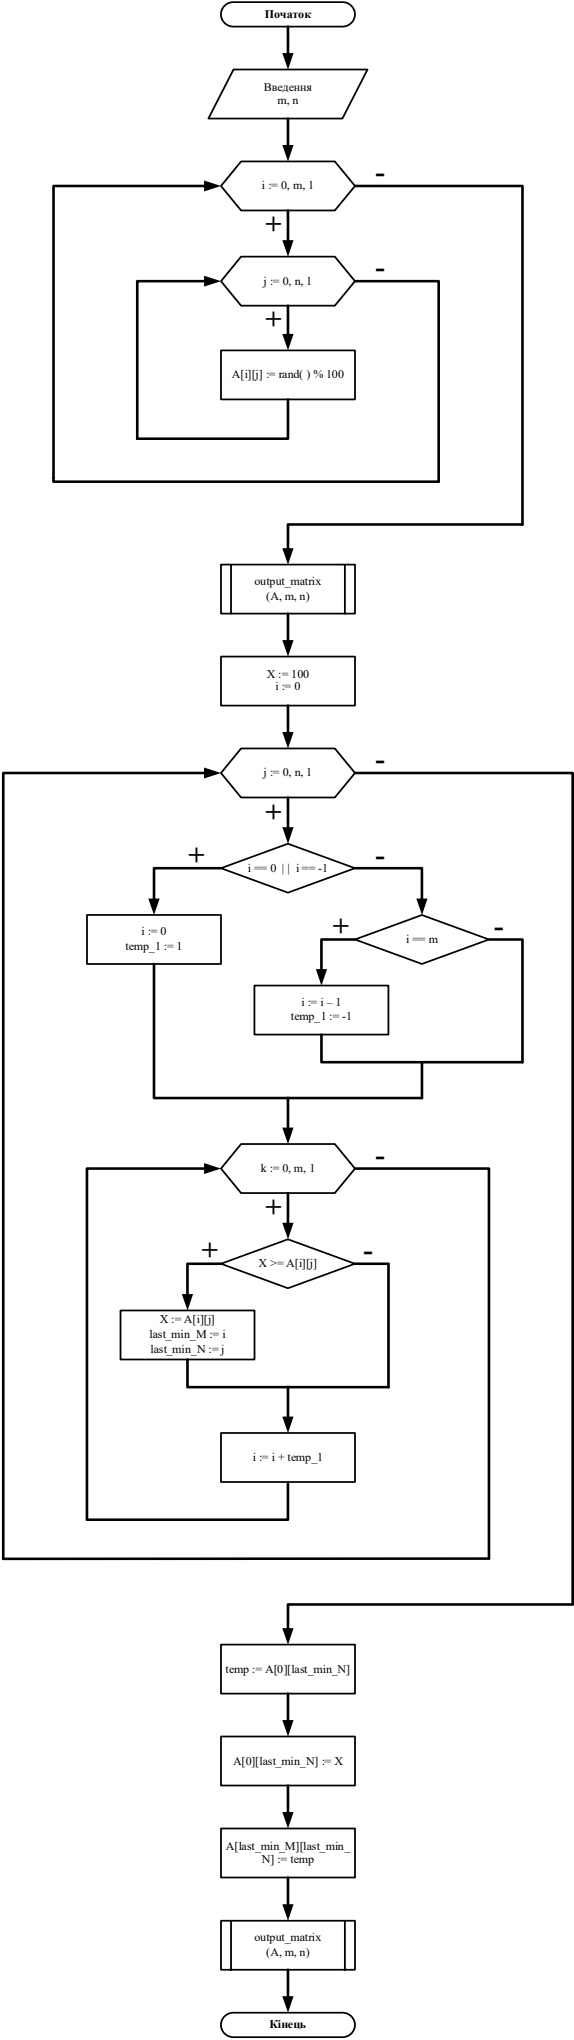 Початок
Введення
m, n
i := 0, m, 1
-
+
j := 0, n, 1
-
+
A[i][j] := rand( ) % 100
output_matrix
(A, m, n)
X := 100
i := 0
j := 0, n, 1
-
+
i == 0 || i == -1
+
-
i := 0
temp_1 := 1
i == m
+
-
i := i – 1
temp_1 := -1
k := 0, m, 1
-
+
X >= A[i][j]
+
-
X := A[i][j]
last_min_M := i
last_min_N := j
i := i + temp_1
temp := A[0][last_min_N]
A[0][last_min_N] := X
A[last_min_M][last_min_
N] := temp
output_matrix
(A, m, n)
Кінець